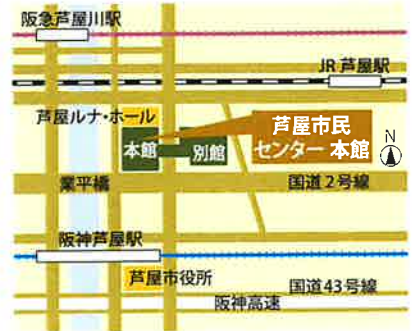 阪急芦屋川駅
JR 芦屋駅
芦屋ルナ・ホール
芦屋市民
センター 本館
本館
別館
N
業平橋
国道2号線
阪神芦屋駅
芦屋市役所
国道43号線
阪神高速